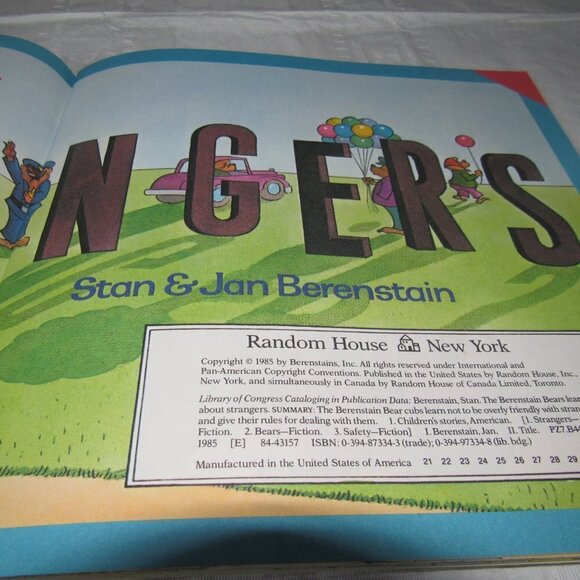 NGERS
Stan & Jan Berenstain
Random House New York
Copyright © 1985 by Berenstains, Inc. All rights reserved under International and
Pan-American Copyright Conventions. Published in the United States by Random House, Inc.,
New York, and simultaneously in Canada by Random House of Canada Limited, Toronto.
Library of Congress Cataloging in Publication Data: Berenstain, Stan. The Berenstain Bears lear
about strangers. SUMMARY: The Berenstain Bear cubs learn not to be overly friendly with stran
and give their rules for dealing with them. 1. Children's stories, American. [1. Strangers—
Fiction. 2. Bears—Fiction. 3. Safety—Fiction] I. Berenstain, Jan. II. Title. PZ7.B44
1985 [E] 84-43157 ISBN: 0-394-87334-3 (trade); 0-394-97334-8 (lib. bdg.)
Manufactured in the United States of America 21 22 23 24 25 26 27 28 29